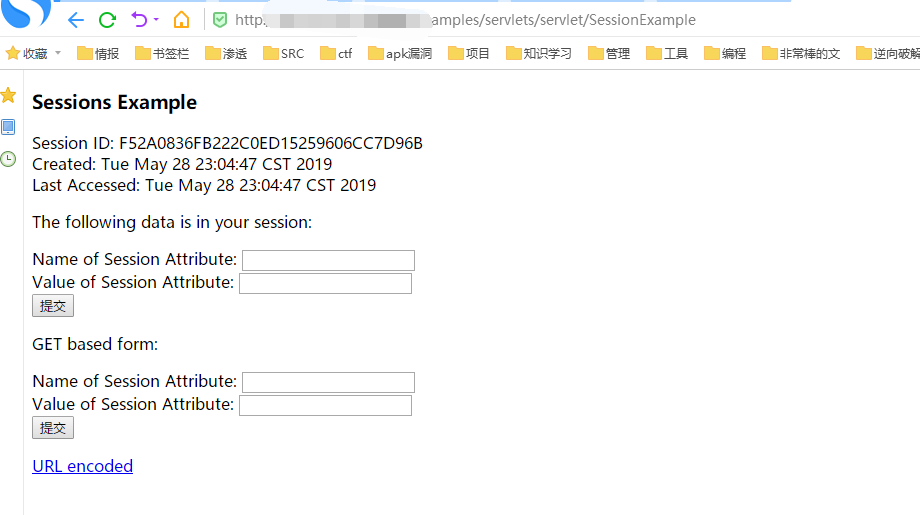 http: amples/servlets/servlet/SessionExample
收藏 情报 书签栏 渗透 SRC ctf apk漏洞 项目 知识学习 管理 工具 编程 非常棒的文 逆向破解
Sessions Example
Session ID: F52A0836FB222C0ED15259606CC7D96B
Created: Tue May 28 23:04:47 CST 2019
Last Accessed: Tue May 28 23:04:47 CST 2019
The following data is in your session:
Name of Session Attribute:
Value of Session Attribute:
提交
GET based form:
Name of Session Attribute:
Value of Session Attribute:
提交
URL encoded